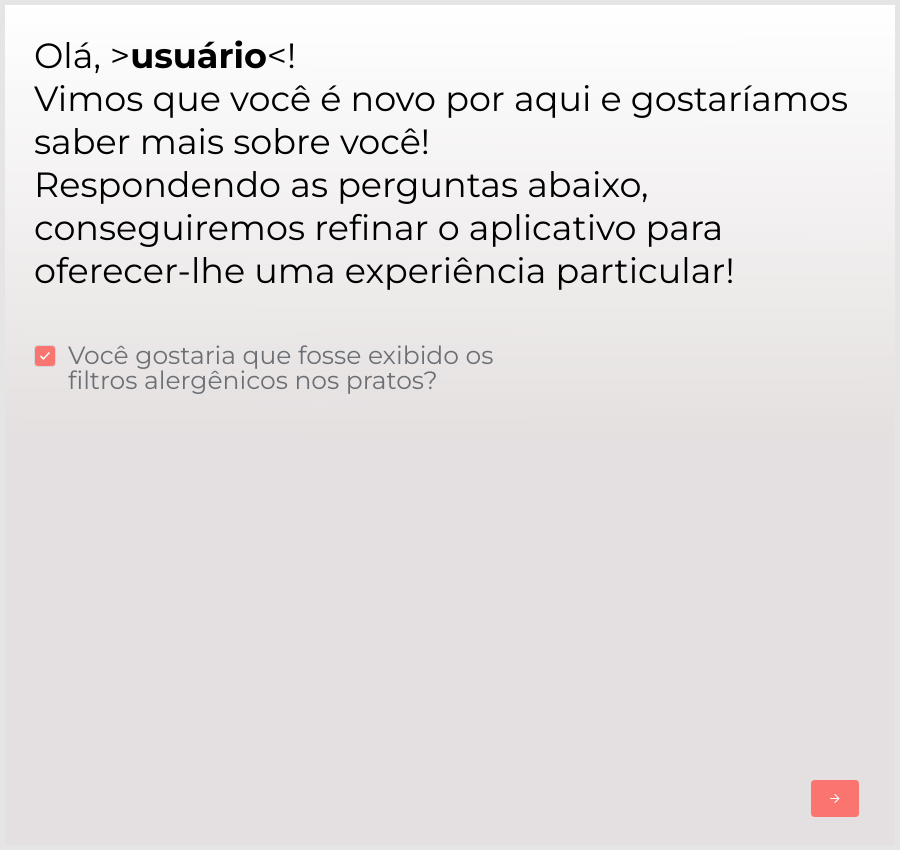 Olá, >usuário<!
Vimos que você é novo por aqui e gostaríamos
saber mais sobre você!
Respondendo as perguntas abaixo,
conseguiremos refinar o aplicativo para
oferecer-lhe uma experiência particular!
Você gostaria que fosse exibido os
filtros alergênicos nos pratos?